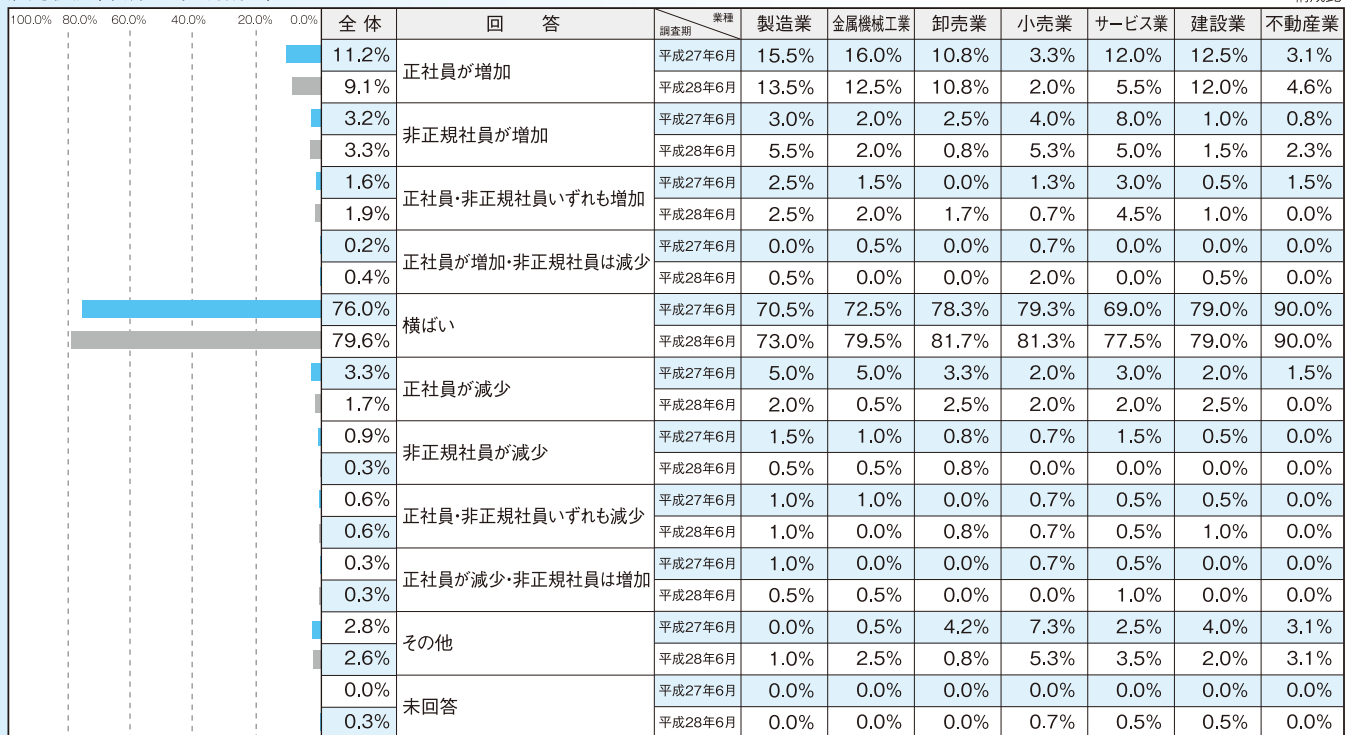 100.0% 80.0% 60.0% 40.0% 20.0% 0.0% 全 体 回 答 業種 調査期 製造業 金属機械工業 卸売業 小売業 サービス業 建設業 不動産業
11.2% 正社員が増加 平成27年6月 15.5% 16.0% 10.8% 3.3% 12.0% 12.5% 3.1%
9.1% 平成28年6月 13.5% 12.5% 10.8% 2.0% 5.5% 12.0% 4.6%
3.2% 非正規社員が増加 平成27年6月 3.0% 2.0% 2.5% 4.0% 8.0% 1.0% 0.8%
3.3% 平成28年6月 5.5% 2.0% 0.8% 5.3% 5.0% 1.5% 2.3%
1.6% 正社員・非正規社員いずれも増加 平成27年6月 2.5% 1.5% 0.0% 1.3% 3.0% 0.5% 1.5%
1.9% 平成28年6月 2.5% 2.0% 1.7% 0.7% 4.5% 1.0% 0.0%
0.2% 正社員が増加・非正規社員は減少 平成27年6月 0.0% 0.5% 0.0% 0.7% 0.0% 0.0% 0.0%
0.4% 平成28年6月 0.5% 0.0% 0.0% 2.0% 0.0% 0.5% 0.0%
76.0% 横ばい 平成27年6月 70.5% 72.5% 78.3% 79.3% 69.0% 79.0% 90.0%
79.6% 平成28年6月 73.0% 79.5% 81.7% 81.3% 77.5% 79.0% 90.0%
3.3% 正社員が減少 平成27年6月 5.0% 5.0% 3.3% 2.0% 3.0% 2.0% 1.5%
1.7% 平成28年6月 2.0% 0.5% 2.5% 2.0% 2.0% 2.5% 0.0%
0.9% 非正規社員が減少 平成27年6月 1.5% 1.0% 0.8% 0.7% 1.5% 0.5% 0.0%
0.3% 平成28年6月 0.5% 0.5% 0.8% 0.0% 0.0% 0.0% 0.0%
0.6% 正社員・非正規社員いずれも減少 平成27年6月 1.0% 1.0% 0.0% 0.7% 0.5% 0.5% 0.0%
0.6% 平成28年6月 1.0% 0.0% 0.8% 0.7% 0.5% 1.0% 0.0%
0.3% 正社員が減少・非正規社員は増加 平成27年6月 1.0% 0.0% 0.0% 0.7% 0.5% 0.0% 0.0%
0.3% 平成28年6月 0.5% 0.5% 0.0% 0.0% 1.0% 0.0% 0.0%
2.8% その他 平成27年6月 0.0% 0.5% 4.2% 7.3% 2.5% 4.0% 3.1%
2.6% 平成28年6月 1.0% 2.5% 0.8% 5.3% 3.5% 2.0% 3.1%
0.0% 未回答 平成27年6月 0.0% 0.0% 0.0% 0.0% 0.0% 0.0% 0.0%
0.3% 平成28年6月 0.0% 0.0% 0.0% 0.7% 0.5% 0.5% 0.0%